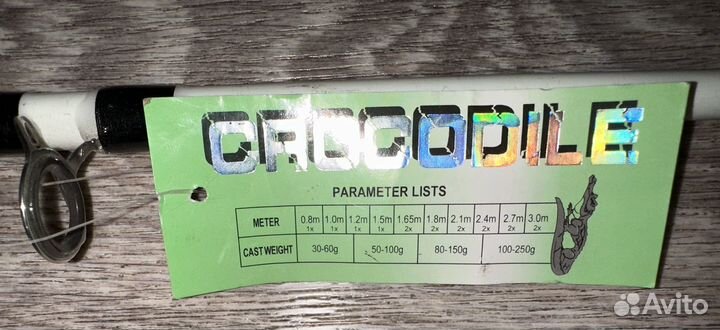 CROCODILE
PARAMETER LISTS
METER 0.8m 1.0m 1.2m 1.5m 1.65m 1.8m 2.1m 2.4m 2.7m 3.0m
1x 1x 1x 1x 2x 2x 2x 2x 2x 2x
CAST WEIGHT 30-60g 50-100g 80-150g 100-250g
Avito